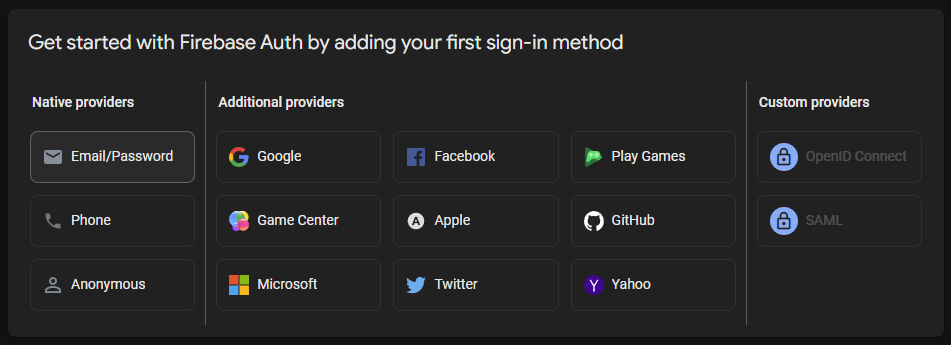 Get started with Firebase Auth by adding your first sign-in method
Native providers
Email/Password
Phone
Anonymous
Additional providers
Google
Facebook
Play Games
Game Center
Apple
GitHub
Microsoft
Twitter
Yahoo
Custom providers
OpenID Connect
SAML